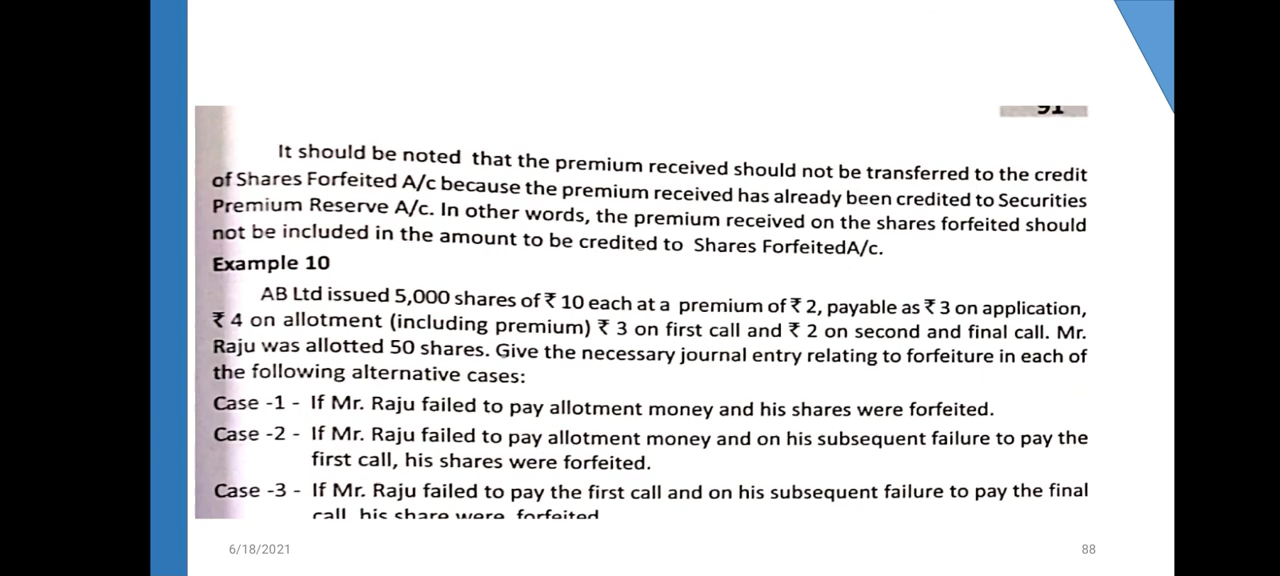 91
It should be noted that the premium received should not be transferred to the credit
of Shares Forfeited A/c because the premium received has already been credited to Securities
Premium Reserve A/c. In other words, the premium received on the shares forfeited should
not be included in the amount to be credited to Shares ForfeitedA/c.
Example 10
AB Ltd issued 5,000 shares of ₹ 10 each at a premium of ₹ 2, payable as ₹ 3 on application,
₹ 4 on allotment (including premium) ₹ 3 on first call and ₹ 2 on second and final call. Mr.
Raju was allotted 50 shares. Give the necessary journal entry relating to forfeiture in each of
the following alternative cases:
Case -1 - If Mr. Raju failed to pay allotment money and his shares were forfeited.
Case -2 - If Mr. Raju failed to pay allotment money and on his subsequent failure to pay the
first call, his shares were forfeited.
Case -3 - If Mr. Raju failed to pay the first call and on his subsequent failure to pay the final
call his share were forfeited
6/18/2021
88